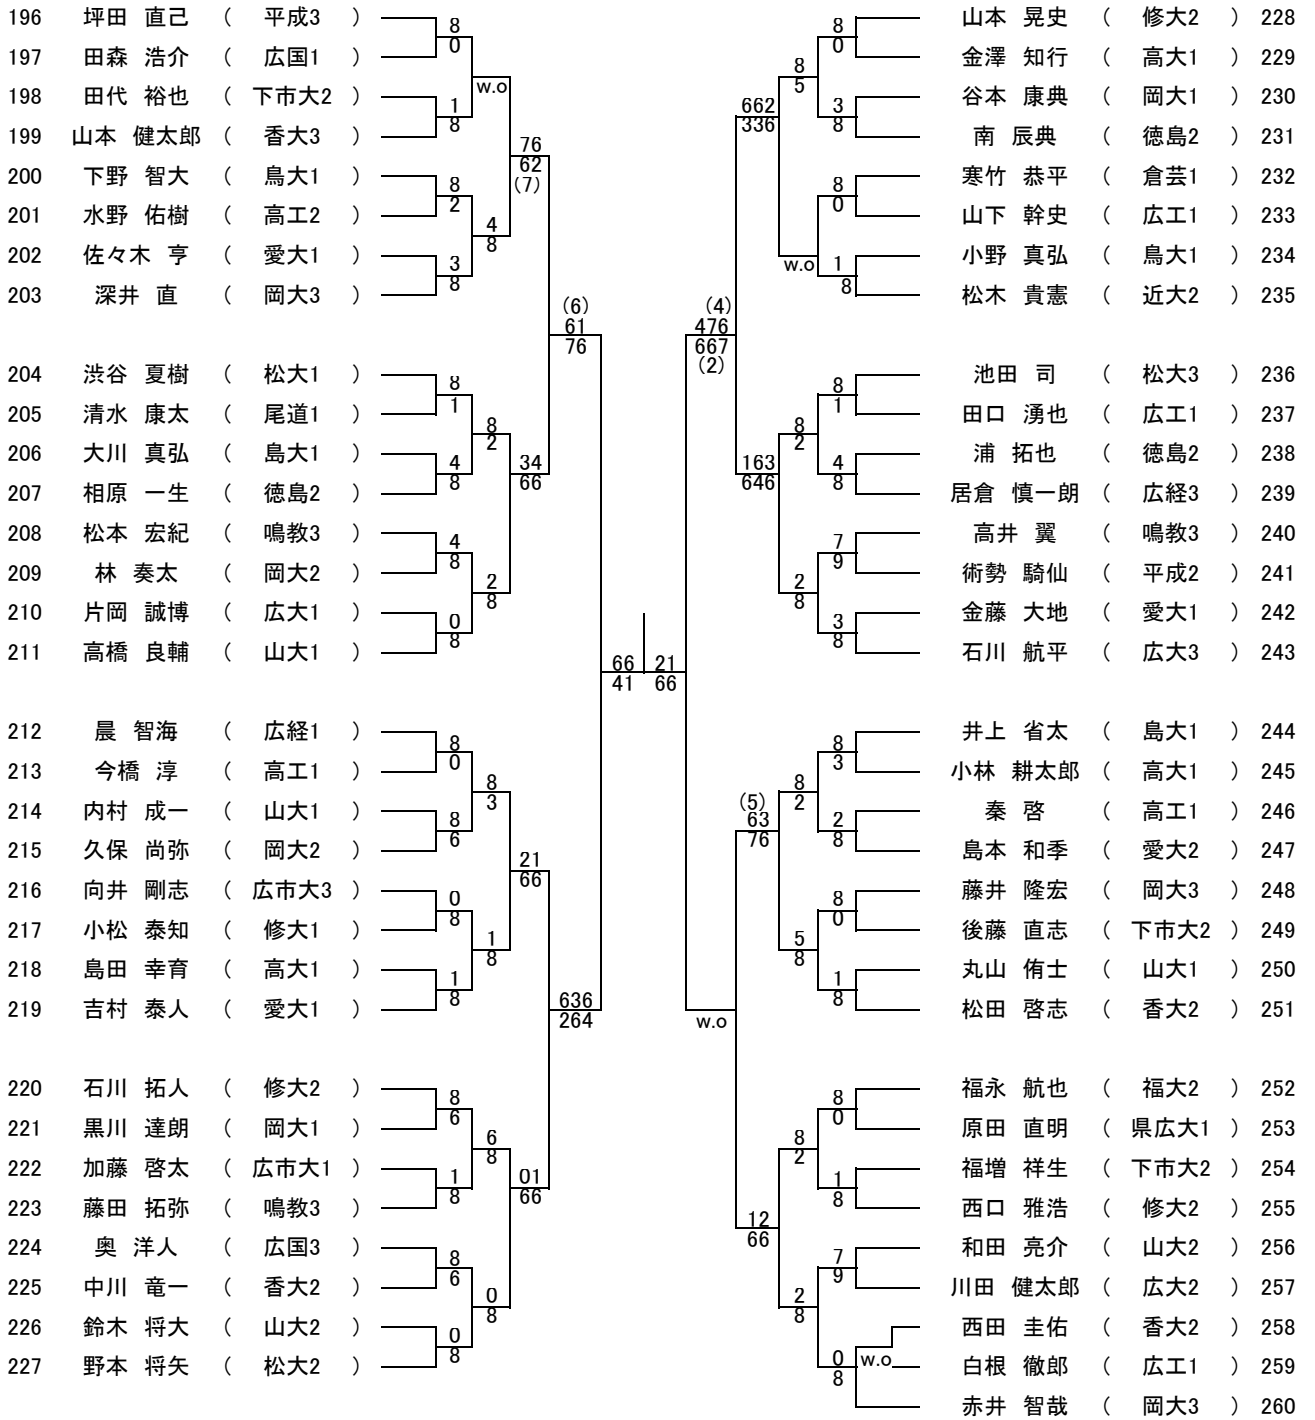 196 坪田 直己 ( 平成3 )
197 田森 浩介 ( 広国1 )
198 田代 裕也 ( 下市大2 )
199 山本 健太郎 ( 香大3 )
200 下野 智大 ( 鳥大1 )
201 水野 佑樹 ( 高工2 )
202 佐々木 亨 ( 愛大1 )
203 深井 直 ( 岡大3 )
8
0
1
8
8
2
3
8
w.o
4
8
76
62
(7)
(6)
61
76
204 渋谷 夏樹 ( 松大1 )
205 清水 康太 ( 尾道1 )
206 大川 真弘 ( 島大1 )
207 相原 一生 ( 徳島2 )
208 松本 宏紀 ( 鳴教3 )
209 林 奏太 ( 岡大2 )
210 片岡 誠博 ( 広大1 )
211 高橋 良輔 ( 山大1 )
8
1
4
8
4
8
0
8
8
2
2
8
34
66
66
41
212 晨 智海 ( 広経1 )
213 今橋 淳 ( 高工1 )
214 内村 成一 ( 山大1 )
215 久保 尚弥 ( 岡大2 )
216 向井 剛志 ( 広市大3 )
217 小松 泰知 ( 修大1 )
218 島田 幸育 ( 高大1 )
219 吉村 泰人 ( 愛大1 )
8
0
8
6
0
8
1
8
8
3
1
8
21
66
636
264
220 石川 拓人 ( 修大2 )
221 黒川 達朗 ( 岡大1 )
222 加藤 啓太 ( 広市大1 )
223 藤田 拓弥 ( 鳴教3 )
224 奥 洋人 ( 広国3 )
225 中川 竜一 ( 香大2 )
226 鈴木 将大 ( 山大2 )
227 野本 将矢 ( 松大2 )
8
6
1
8
8
6
0
8
6
8
0
8
01
66
山本 晃史 ( 修大2 ) 228
金澤 知行 ( 高大1 ) 229
谷本 康典 ( 岡大1 ) 230
南 辰典 ( 徳島2 ) 231
寒竹 恭平 ( 倉芸1 ) 232
山下 幹史 ( 広工1 ) 233
小野 真弘 ( 鳥大1 ) 234
松木 貴憲 ( 近大2 ) 235
8
0
3
8
8
0
1
8
8
5
w.o
662
336
(4)
476
667
(2)
池田 司 ( 松大3 ) 236
田口 湧也 ( 広工1 ) 237
浦 拓也 ( 徳島2 ) 238
居倉 慎一朗 ( 広経3 ) 239
高井 翼 ( 鳴教3 ) 240
術勢 騎仙 ( 平成2 ) 241
金藤 大地 ( 愛大1 ) 242
石川 航平 ( 広大3 ) 243
8
1
4
8
7
9
3
8
8
2
2
8
163
646
21
66
井上 省太 ( 島大1 ) 244
小林 耕太郎 ( 高大1 ) 245
秦 啓 ( 高工1 ) 246
島本 和季 ( 愛大2 ) 247
藤井 隆宏 ( 岡大3 ) 248
後藤 直志 ( 下市大2 ) 249
丸山 侑士 ( 山大1 ) 250
松田 啓志 ( 香大2 ) 251
8
3
2
8
8
0
1
8
8
2
5
8
(5)
63
76
w.o
福永 航也 ( 福大2 ) 252
原田 直明 ( 県広大1 ) 253
福増 祥生 ( 下市大2 ) 254
西口 雅浩 ( 修大2 ) 255
和田 亮介 ( 山大2 ) 256
川田 健太郎 ( 広大2 ) 257
西田 圭佑 ( 香大2 ) 258
白根 徹郎 ( 広工1 ) 259
赤井 智哉 ( 岡大3 ) 260
8
0
1
8
7
9
0
8
w.o
8
2
2
8
12
66